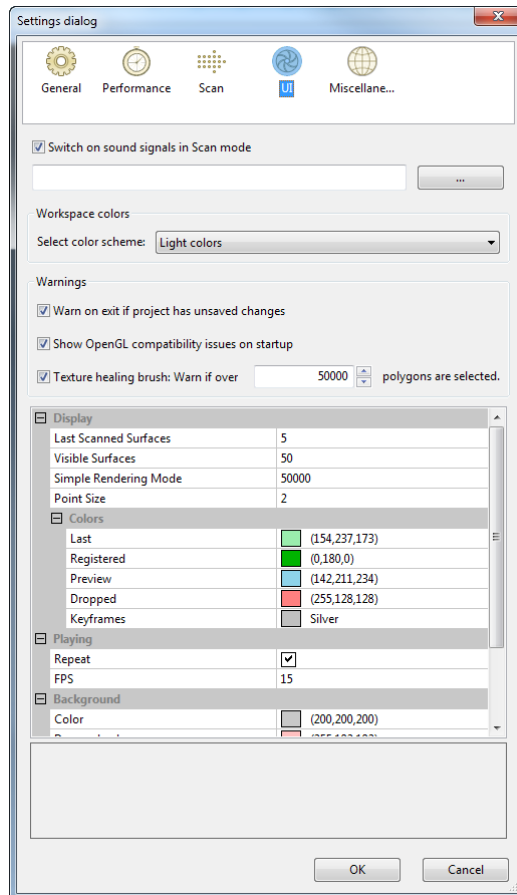 Settings dialog
General Performance Scan UI Miscellane...
Switch on sound signals in Scan mode
...
Workspace colors
Select color scheme: Light colors
Warnings
Warn on exit if project has unsaved changes
Show OpenGL compatibility issues on startup
Texture healing brush: Warn if over 50000 polygons are selected.
Display
Last Scanned Surfaces 5
Visible Surfaces 50
Simple Rendering Mode 50000
Point Size 2
Colors
Last (154,237,173)
Registered (0,180,0)
Preview (142,211,234)
Dropped (255,128,128)
Keyframes Silver
Playing
Repeat
FPS 15
Background
Color (200,200,200)
OK Cancel